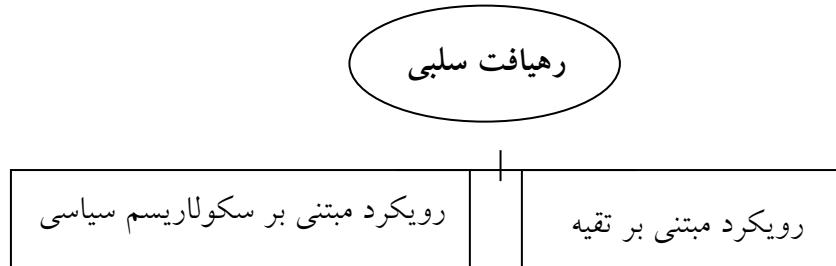 رهیافت سلبی
رویکرد مبتنی بر تقیه
رویکرد مبتنی بر سکولاریسم سیاسی